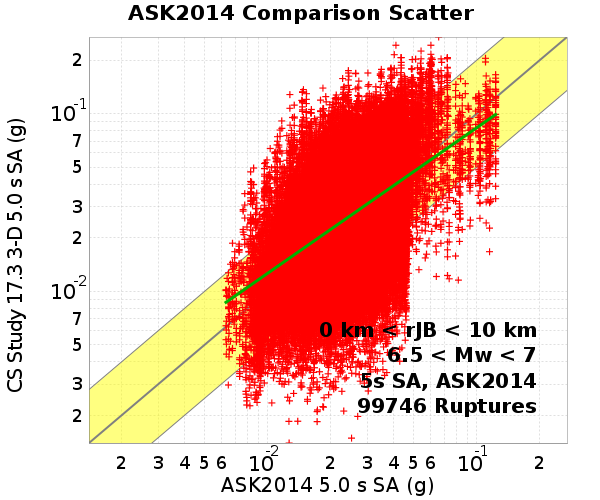 ASK2014 Comparison Scatter
CS Study 17.3 3-D 5.0 s SA (g)
2
10-1
7
5
3
2
10-2
7
5
3
2
0 km < rJB < 10 km
6.5 < Mw < 7
5s SA, ASK2014
99746 Ruptures
2 3 4 5 6 10-2 2 3 4 5 6 10-1 2
ASK2014 5.0 s SA (g)